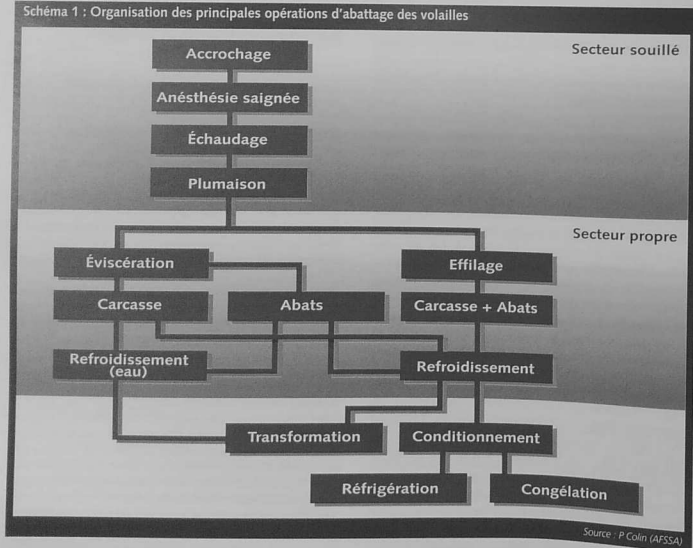 Schéma 1 : Organisation des principales opérations d'abattage des volailles
Secteur souillé
Accrochage
Anésthésie saignée
Échaudage
Plumaison
Secteur propre
Éviscération
Effilage
Carcasse
Abats
Carcasse + Abats
Refroidissement
(eau)
Refroidissement
Transformation
Conditionnement
Réfrigération
Congélation
Source : P Colin (AFSSA)